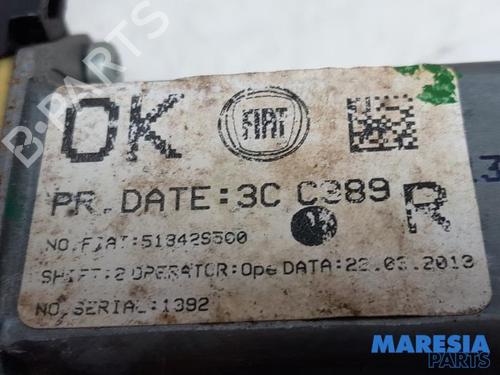 OK FIAT
PR. DATE:3C C389 R
NO.FIAT:518429500
SHIFT:2 OPERATOR:Ope DATA:22.03.2013
NO.SERIAL:1392
B-PARTS
MARESIA
Parts